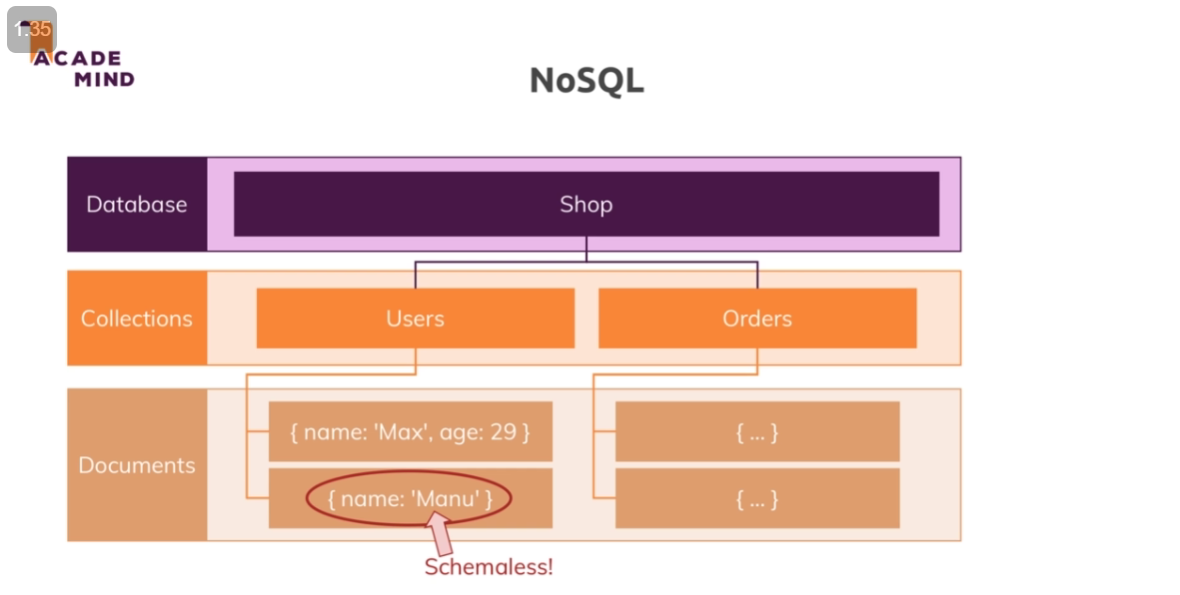 1.35
ACADE
MIND
NoSQL
Database
Shop
Collections
Users
Orders
Documents
{ name: 'Max', age: 29 }
{ ... }
{ name: 'Manu' }
{ ... }
Schemaless!